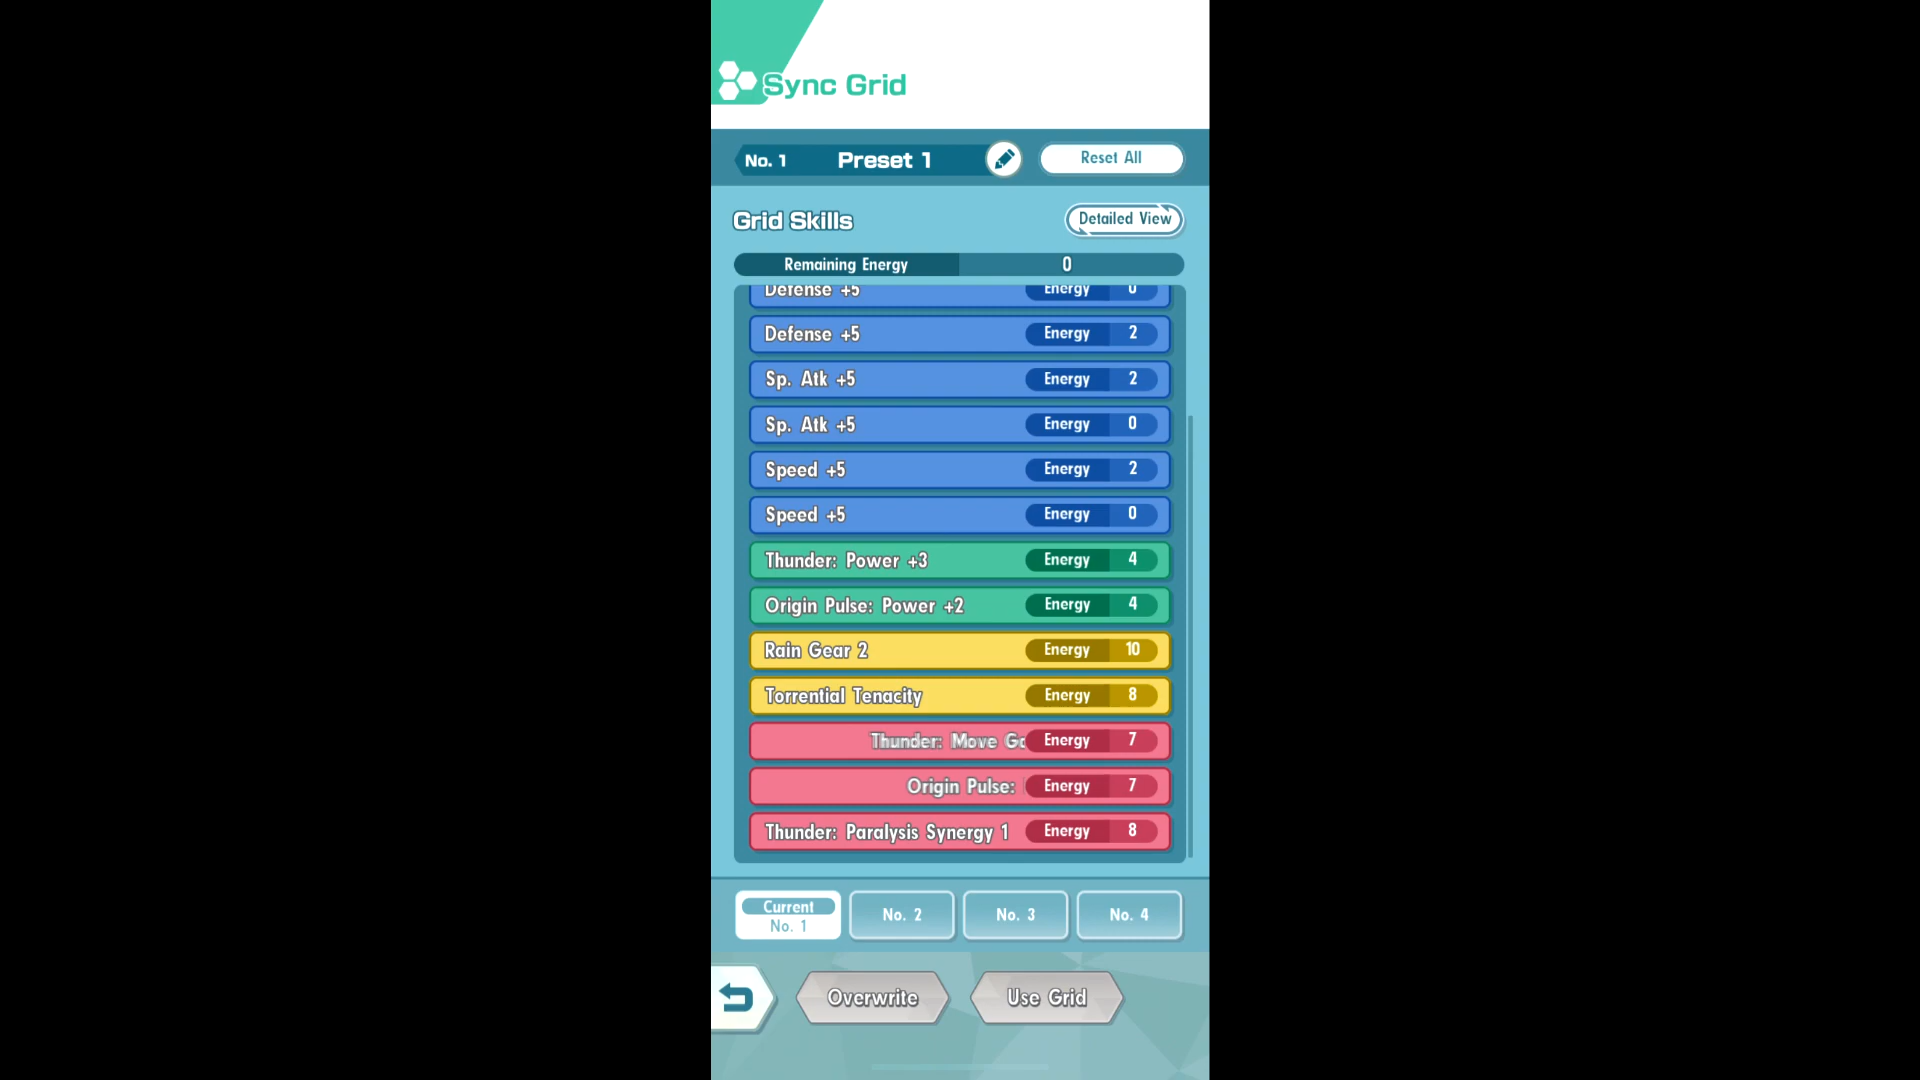 Sync Grid
No. 1 Preset 1 Reset All
Grid Skills Detailed View
Remaining Energy 0
Defense +5 Energy 0
Defense +5 Energy 2
Sp. Atk +5 Energy 2
Sp. Atk +5 Energy 0
Speed +5 Energy 2
Speed +5 Energy 0
Thunder: Power +3 Energy 4
Origin Pulse: Power +2 Energy 4
Rain Gear 2 Energy 10
Torrential Tenacity Energy 8
Thunder: Move Energy 7
Origin Pulse: Energy 7
Thunder: Paralysis Synergy 1 Energy 8
Current
No. 1 No. 2 No. 3 No. 4
Overwrite Use Grid